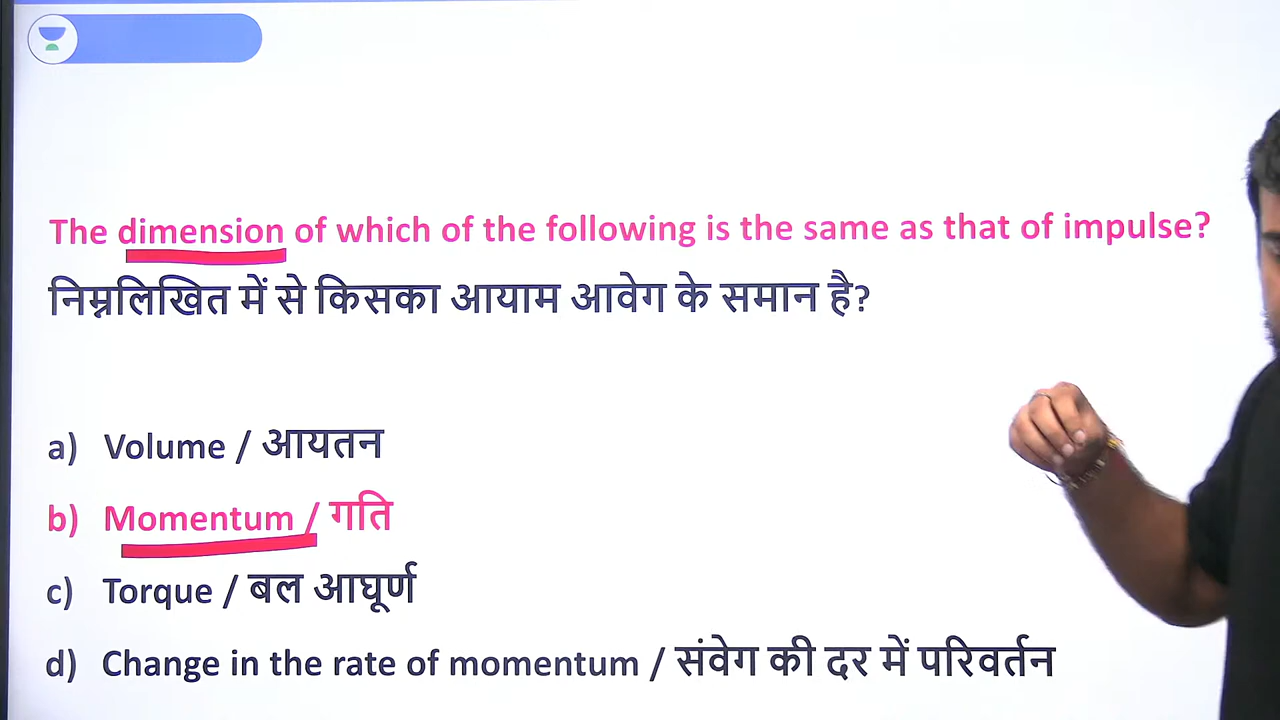 The dimension of which of the following is the same as that of impulse?
निम्नलिखित में से किसका आयाम आवेग के समान है?
a) Volume / आयतन
b) Momentum / गति
c) Torque / बल आघूर्ण
d) Change in the rate of momentum / संवेग की दर में परिवर्तन